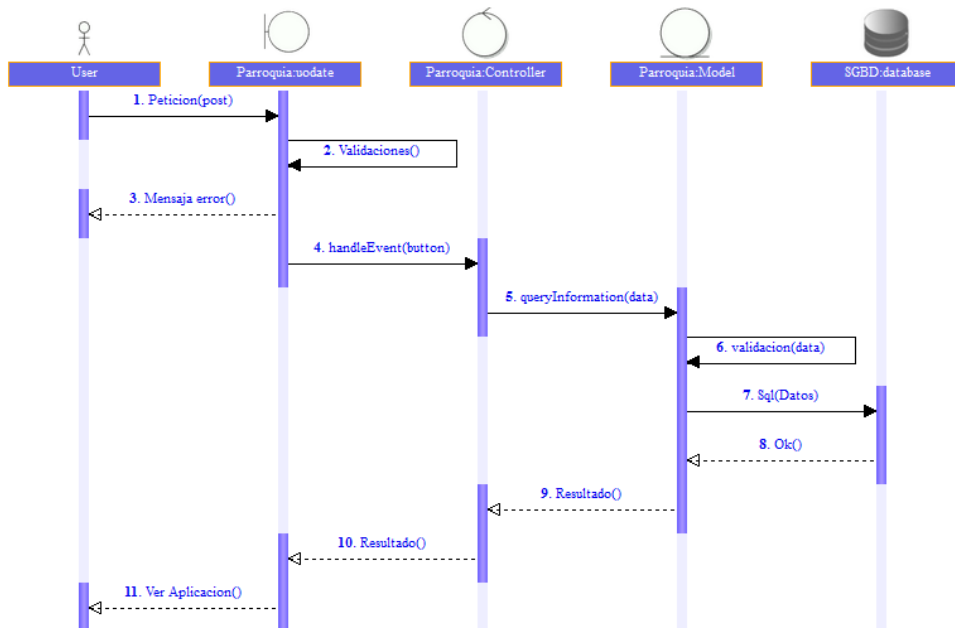 User
Parroquia:uodate
Parroquia:Controller
Parroquia:Model
SGBD:database
1. Peticion(post)
2. Validaciones()
3. Mensaja error()
4. handleEvent(button)
5. queryInformation(data)
6. validacion(data)
7. Sql(Datos)
8. Ok()
9. Resultado()
10. Resultado()
11. Ver Aplicacion()